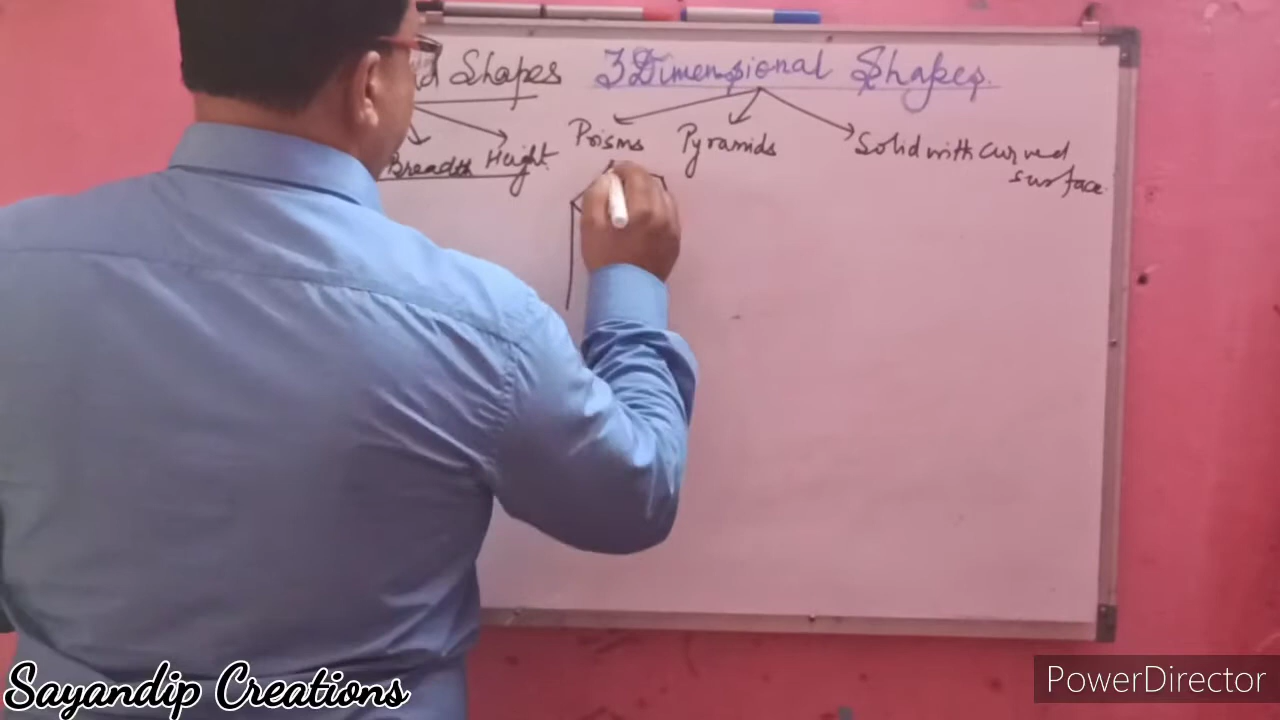 Shapes 3 Dimensional Shapes.
Prisms Pyramids Solid with curved
surface.
Breadth Height.
Sayandip Creations
PowerDirector